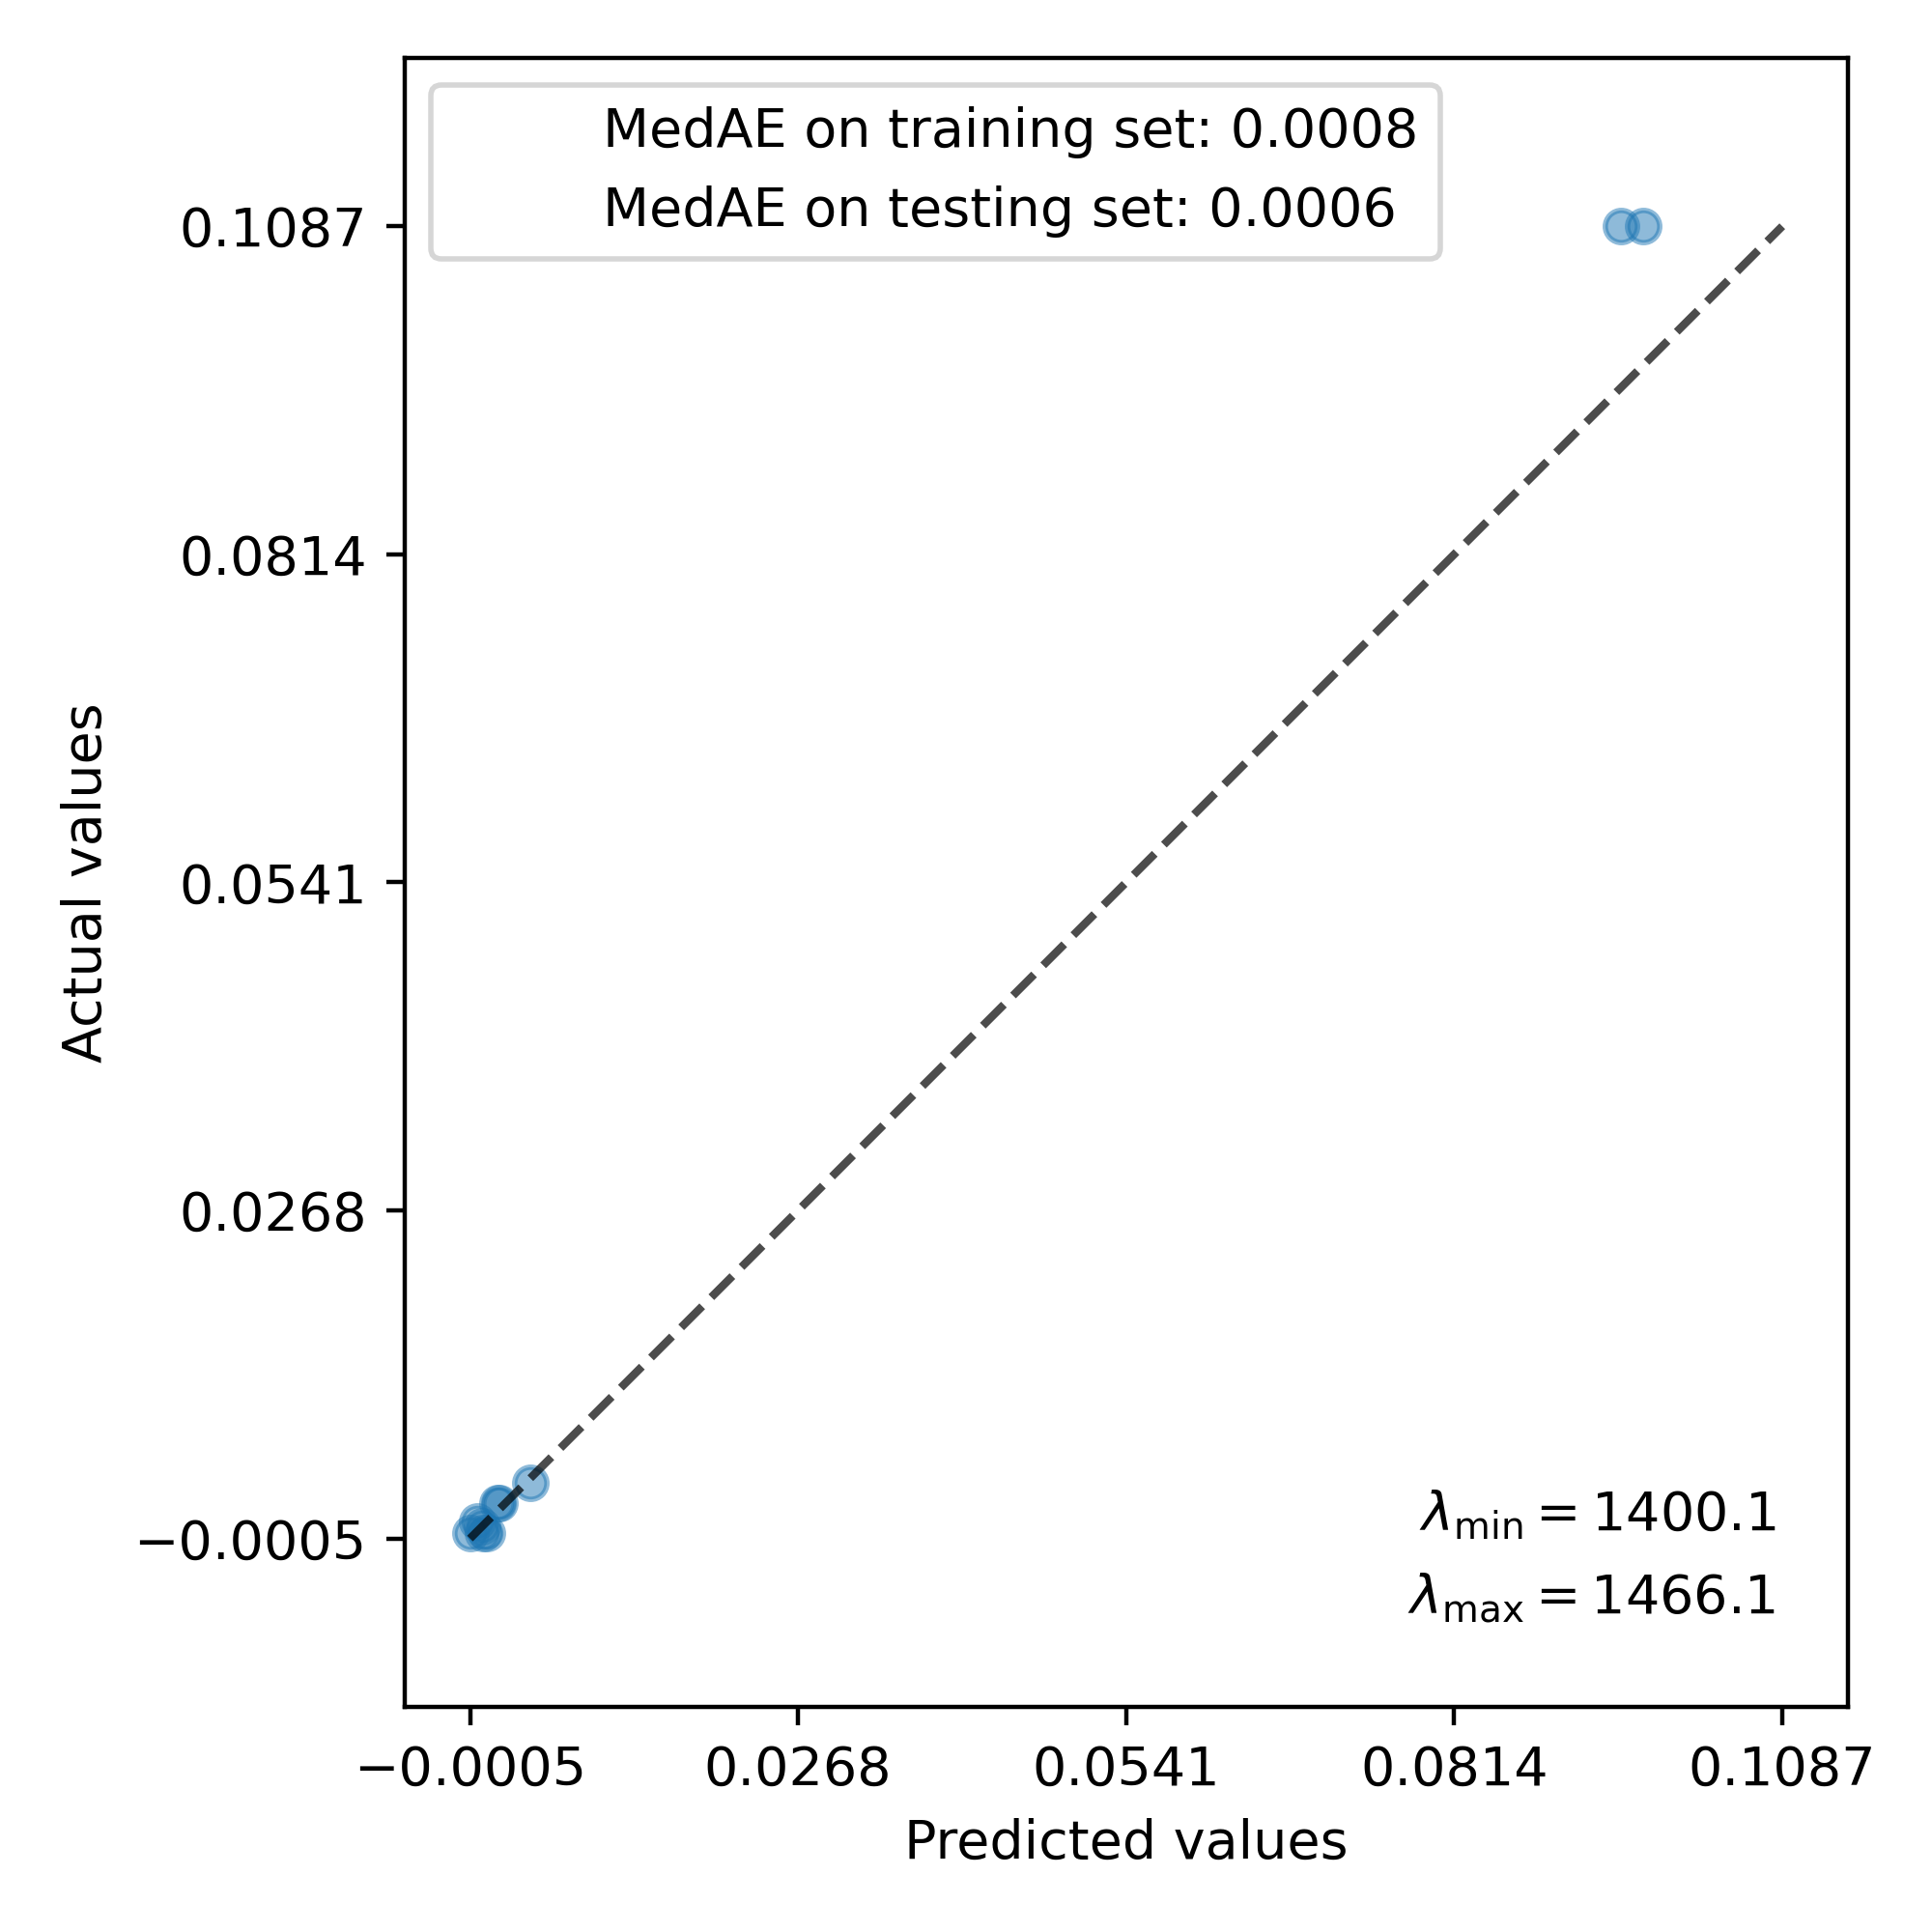 MedAE on training set: 0.0008
MedAE on testing set: 0.0006
0.1087
0.0814
0.0541
0.0268
−0.0005
Actual values
λmin = 1400.1
λmax = 1466.1
−0.0005 0.0268 0.0541 0.0814 0.1087
Predicted values